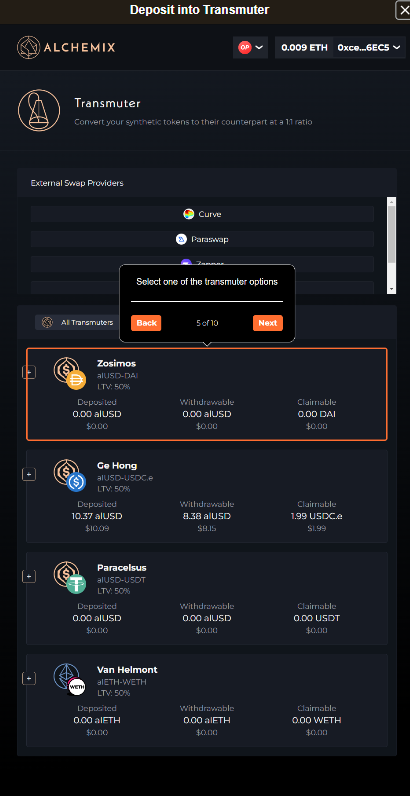 Deposit into Transmuter
ALCHEMIX
OP
0.009 ETH
0xce...6EC5
Transmuter
Convert your synthetic tokens to their counterpart at a 1:1 ratio
External Swap Providers
Curve
Paraswap
Select one of the transmuter options
Back
5 of 10
Next
All Transmuters
Zosimos
alUSD-DAI
LTV: 50%
Deposited Withdrawable Claimable
0.00 alUSD 0.00 alUSD 0.00 DAI
$0.00 $0.00 $0.00
Ge Hong
alUSD-USDC.e
LTV: 50%
Deposited Withdrawable Claimable
10.37 alUSD 8.38 alUSD 1.99 USDC.e
$10.09 $8.15 $1.99
Paracelsus
alUSD-USDT
LTV: 50%
Deposited Withdrawable Claimable
0.00 alUSD 0.00 alUSD 0.00 USDT
$0.00 $0.00 $0.00
Van Helmont
alETH-WETH
LTV: 50%
WETH
Deposited Withdrawable Claimable
0.00 alETH 0.00 alETH 0.00 WETH
$0.00 $0.00 $0.00